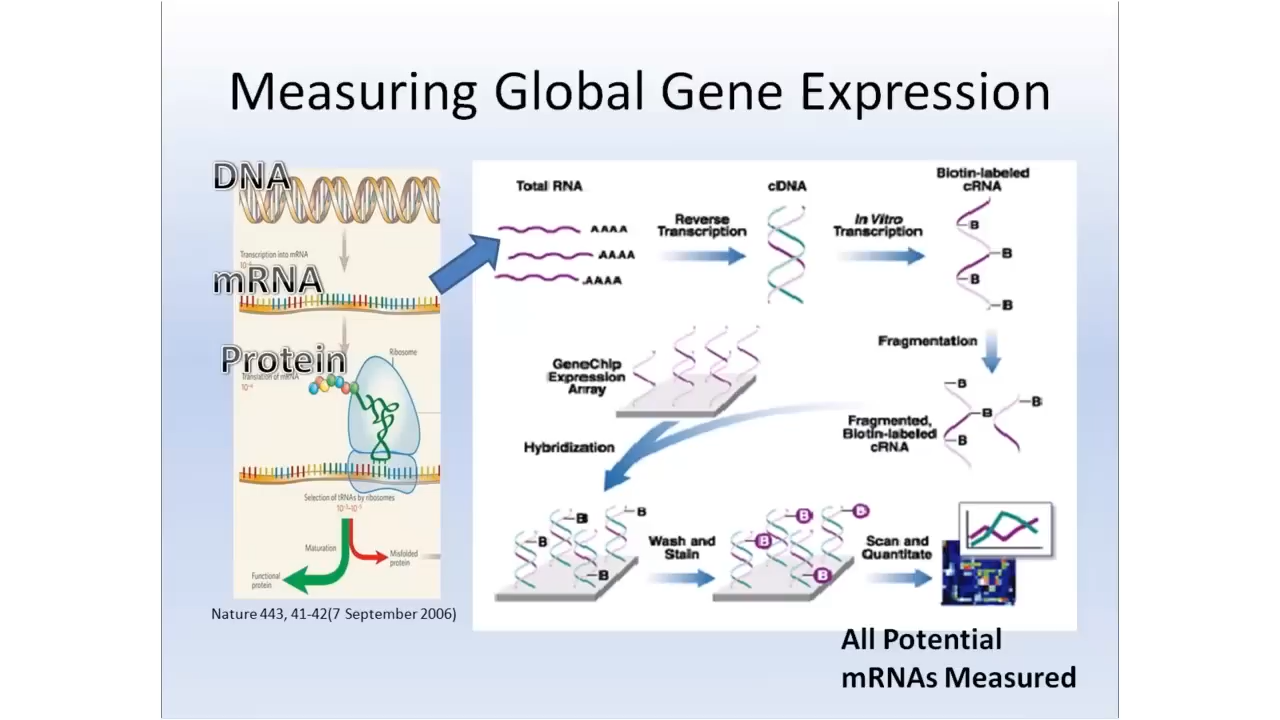 Measuring Global Gene Expression
DNA
Transcription into mRNA
mRNA
Protein
Ribosome
Translation of mRNA
Selection of tRNAs by ribosomes
Maturation
Misfolded
protein
Functional
protein
Nature 443, 41-42(7 September 2006)
Total RNA
AAAA
AAAA
.AAAA
Reverse
Transcription
cDNA
In Vitro
Transcription
Biotin-labeled
cRNA
B
B
B
B
Fragmentation
GeneChip
Expression
Array
B
B
B
B
Fragmented,
Biotin-labeled
cRNA
Hybridization
B
B
B
B
Wash and
Stain
B
B
B
B
Scan and
Quantitate
All Potential
mRNAs Measured